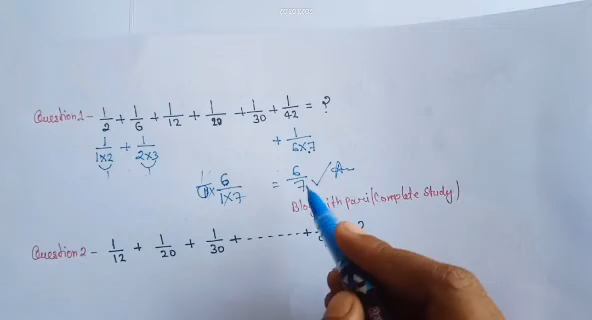 Question1- 1/2 + 1/6 + 1/12 + 1/20 + 1/30 + 1/42 = ?
1/1×2 + 1/2×3 + 1/6×7
6/1×7 = 6/7
with pari (Complete study)
Question2- 1/12 + 1/20 + 1/30 + ------- + ?